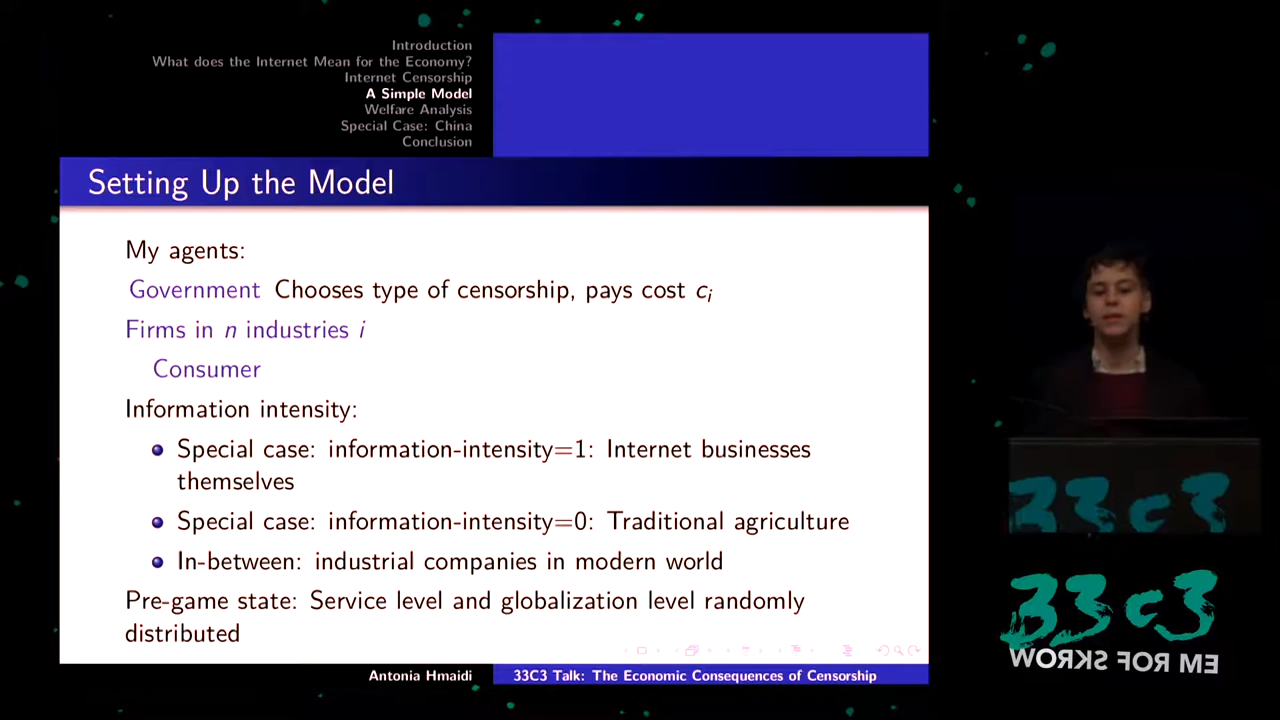 Introduction
What does the Internet Mean for the Economy?
Internet Censorship
A Simple Model
Welfare Analysis
Special Case: China
Conclusion
Setting Up the Model
My agents:
Government Chooses type of censorship, pays cost ci
Firms in n industries i
Consumer
Information intensity:
Special case: information-intensity=1: Internet businesses
themselves
Special case: information-intensity=0: Traditional agriculture
In-between: industrial companies in modern world
Pre-game state: Service level and globalization level randomly
distributed
Antonia Hmaidi
33C3 Talk: The Economic Consequences of Censorship
33c3
33c3
WORKS FOR ME